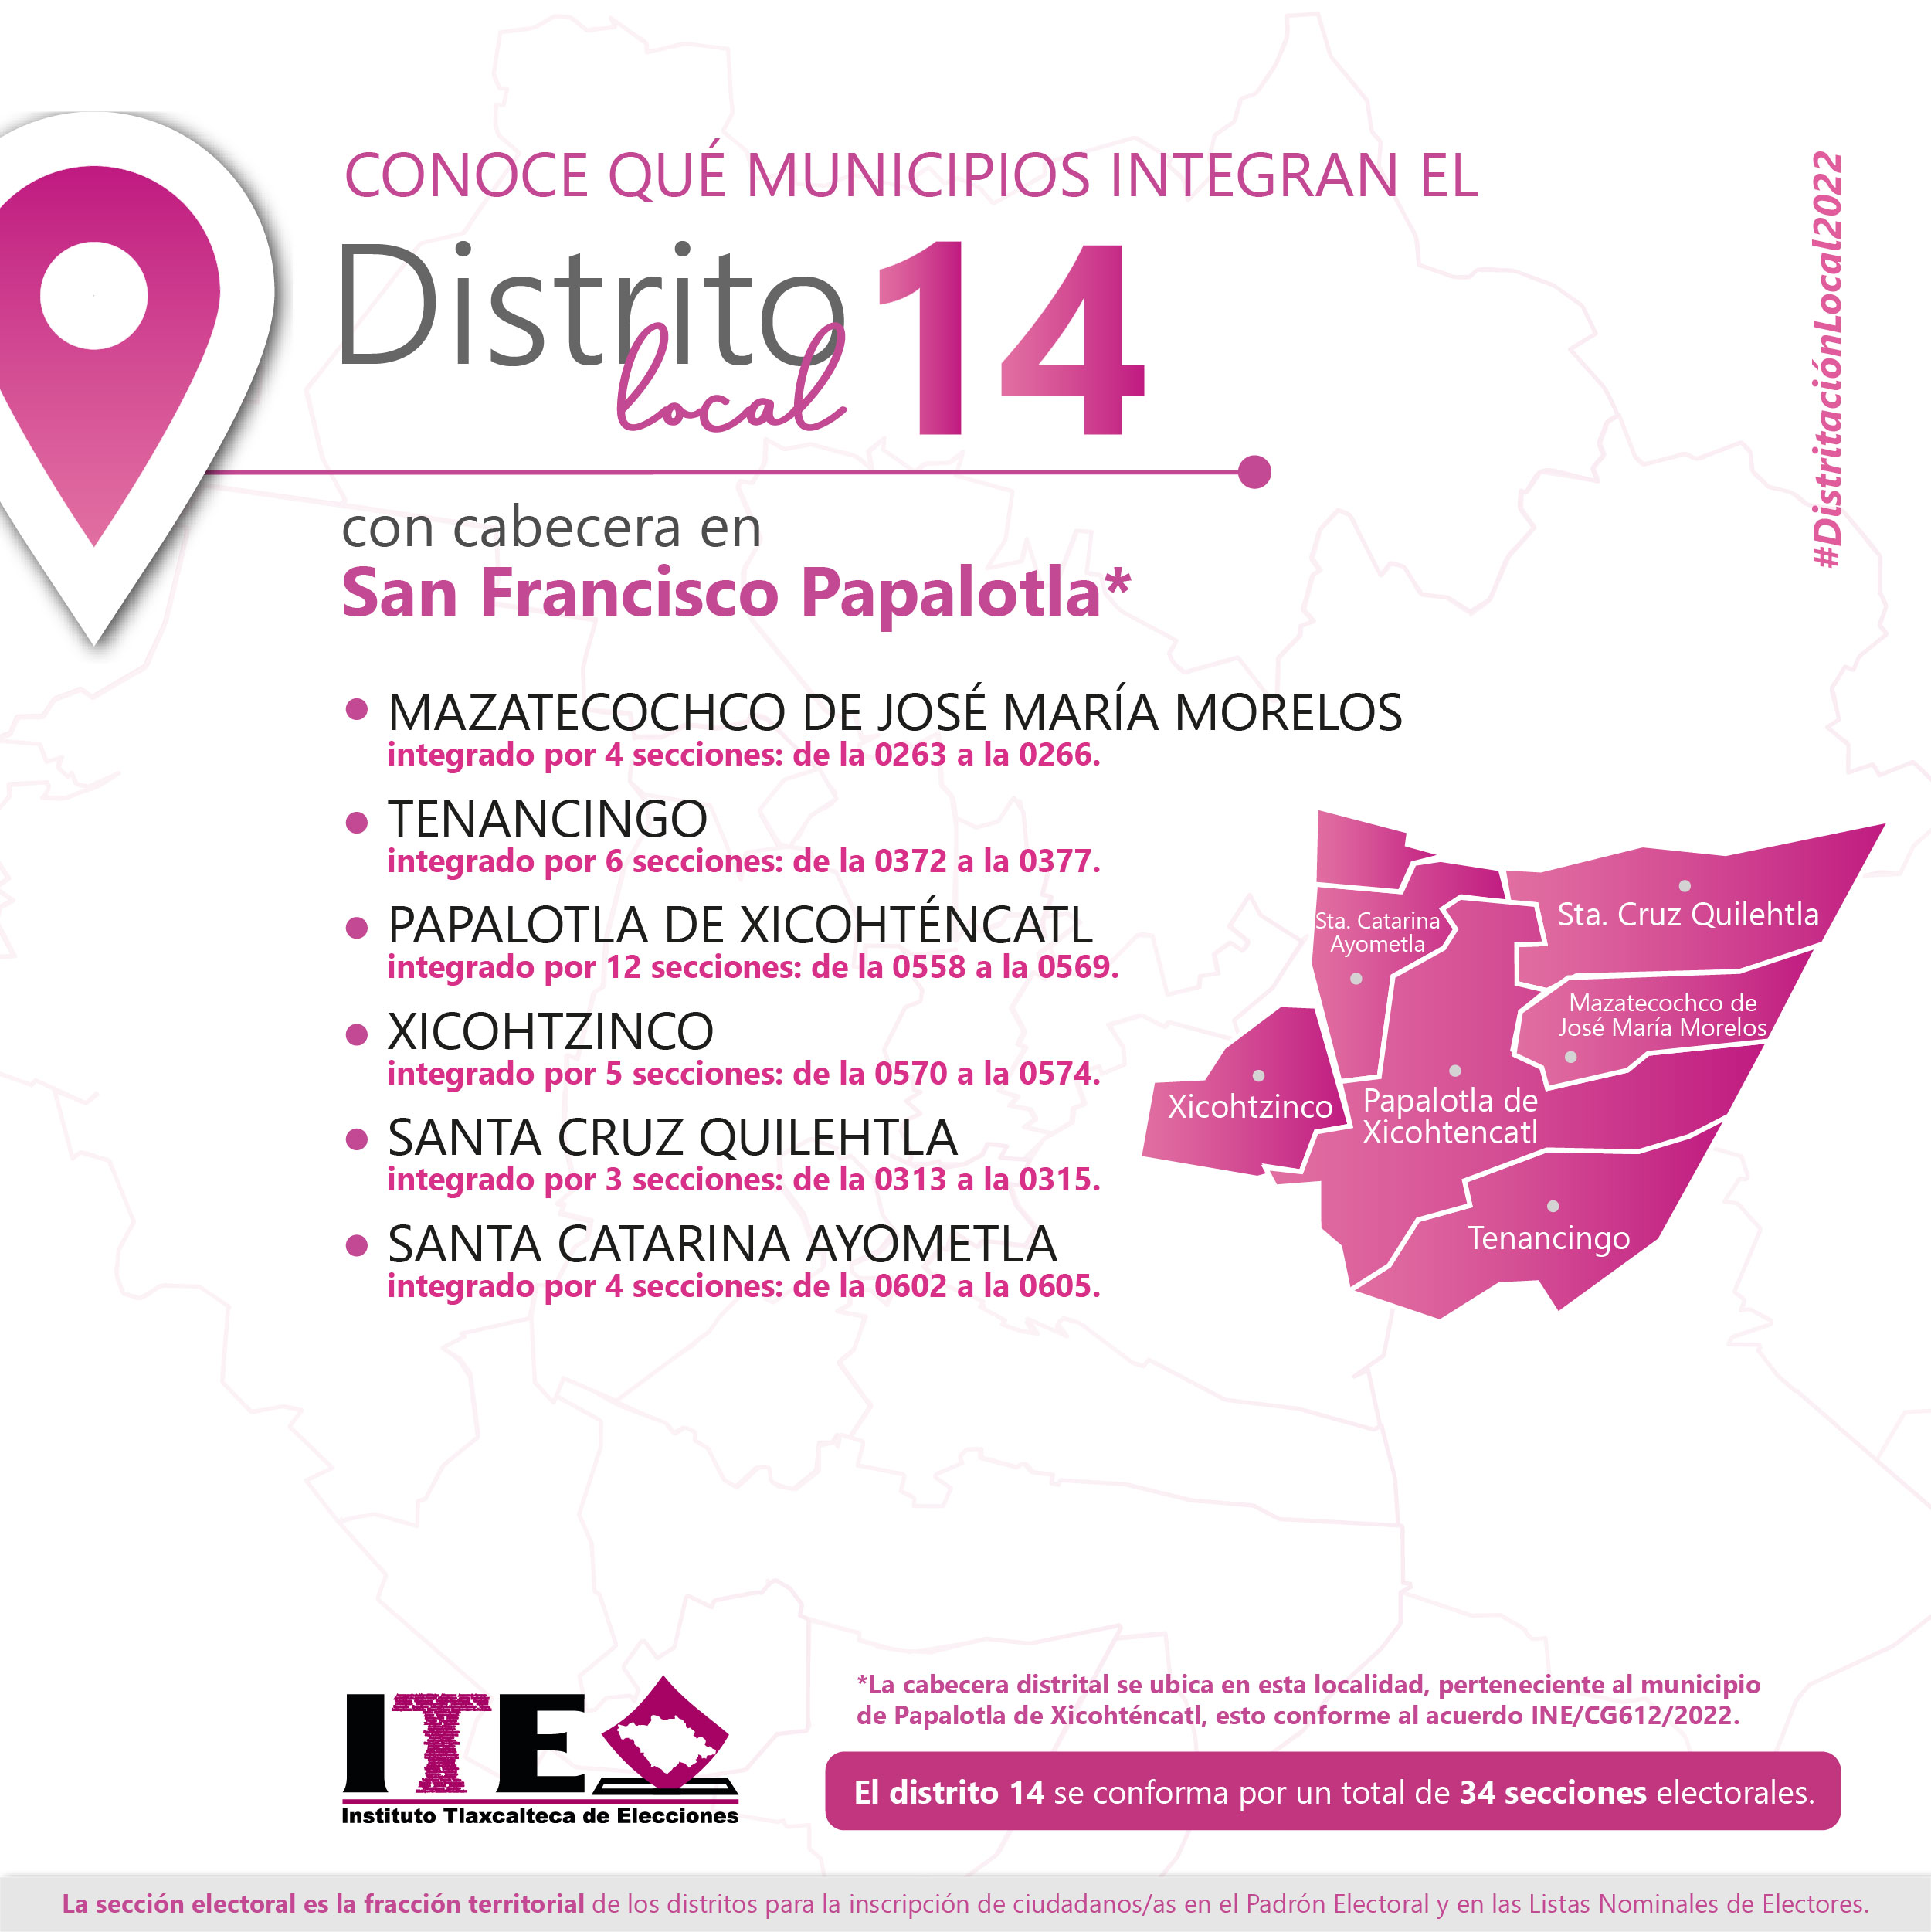 CONOCE QUÉ MUNICIPIOS INTEGRAN EL
Distrito local 14
con cabecera en
San Francisco Papalotla*
#DistritaciónLocal2022
MAZATECOCHCO DE JOSÉ MARÍA MORELOS
integrado por 4 secciones: de la 0263 a la 0266.
TENANCINGO
integrado por 6 secciones: de la 0372 a la 0377.
PAPALOTLA DE XICOHTÉNCATL
integrado por 12 secciones: de la 0558 a la 0569.
XICOHTZINCO
integrado por 5 secciones: de la 0570 a la 0574.
SANTA CRUZ QUILEHTLA
integrado por 3 secciones: de la 0313 a la 0315.
SANTA CATARINA AYOMETLA
integrado por 4 secciones: de la 0602 a la 0605.
Sta. Catarina
Ayometla
Sta. Cruz Quilehtla
Mazatecochco de
José María Morelos
Xicohtzinco
Papalotla de
Xicohtencatl
Tenancingo
ITE
Instituto Tlaxcalteca de Elecciones
*La cabecera distrital se ubica en esta localidad, perteneciente al municipio
de Papalotla de Xicohténcatl, esto conforme al acuerdo INE/CG612/2022.
El distrito 14 se conforma por un total de 34 secciones electorales.
La sección electoral es la fracción territorial de los distritos para la inscripción de ciudadanos/as en el Padrón Electoral y en las Listas Nominales de Electores.